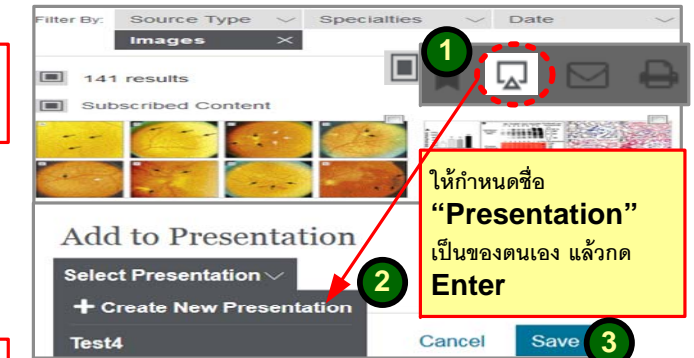 Filter By: Source Type Specialties Date
Images ×
1
141 results
Subscribed Content
ให้กำหนดชื่อ
“Presentation”
เป็นของตนเอง แล้วกด
Enter
Add to Presentation
Select Presentation
2
+ Create New Presentation
Test4
Cancel Save 3